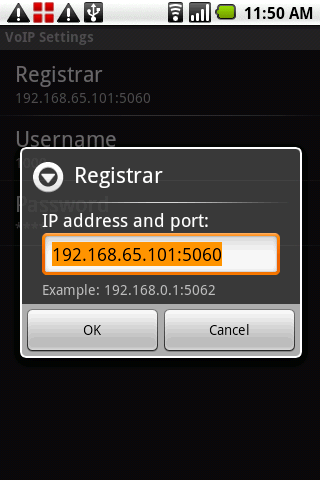 11:50 AM
VoIP Settings
Registrar
192.168.65.101:5060
Username
Password
Registrar
IP address and port:
192.168.65.101:5060
Example: 192.168.0.1:5062
OK
Cancel